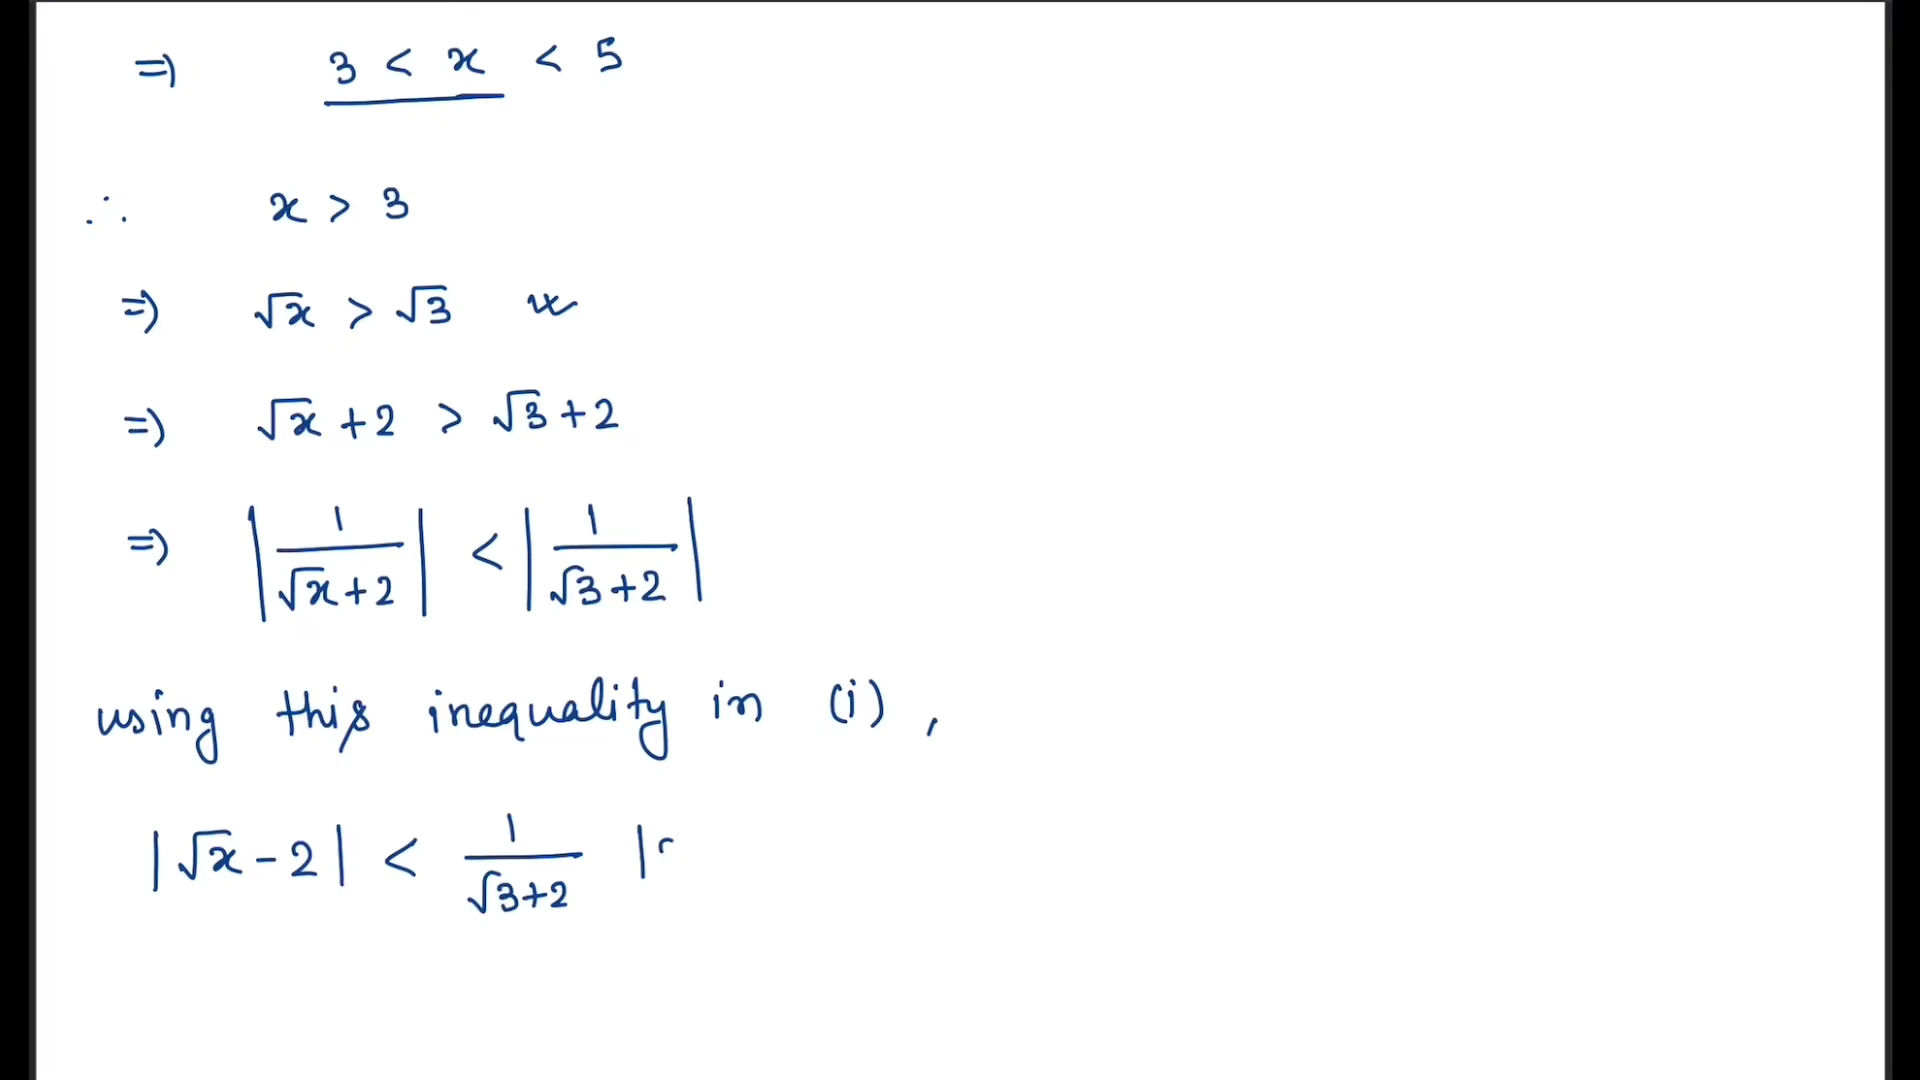 ⇒ 3 < x < 5
∴ x > 3
⇒ √x > √3
⇒ √x + 2 > √3 + 2
⇒ |1/(√x + 2)| < |1/(√3 + 2)|
using this inequality in (i) ,
|√x - 2| < 1/(√3+2) |